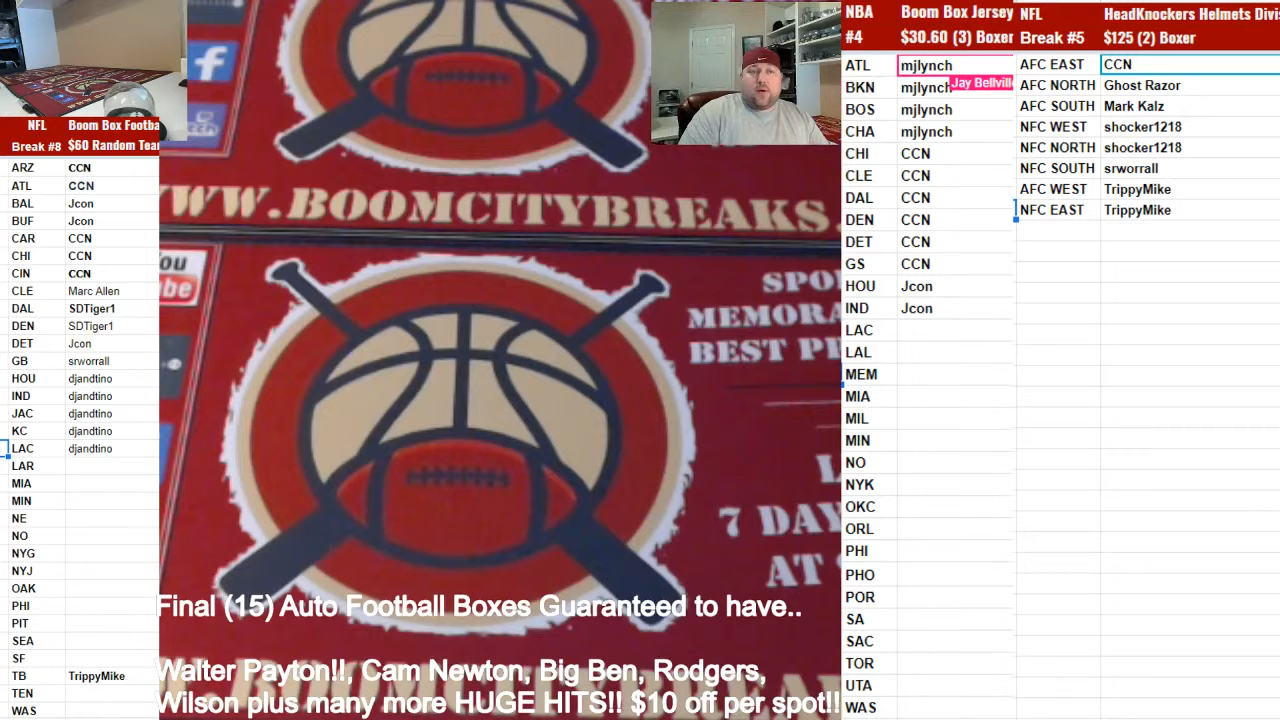 NFL Boom Box Footba
Break #8 $60 Random Tea
ARZ CCN
ATL CCN
BAL Jcon
BUF Jcon
CAR CCN
CHI CCN
CIN CCN
CLE Marc Allen
DAL SDTiger1
DEN SDTiger1
DET Jcon
GB srworrall
HOU djandtino
IND djandtino
JAC djandtino
KC djandtino
LAC djandtino
LAR
MIA
MIN
NE
NO
NYG
NYJ
OAK
PHI
PIT
SEA
SF
TB TrippyMike
TEN
WAS
WWW.BOOMCITYBREAKS.
You
ube
SPO
MEMORA
BEST PR
L
7 DAY
AT
Final (15) Auto Football Boxes Guaranteed to have..
Walter Payton!!, Cam Newton, Big Ben, Rodgers,
Wilson plus many more HUGE HITS!! $10 off per spot!!
NBA Boom Box Jersey
#4 $30.60 (3) Boxer
ATL mjlynch
Jay Bellvill
BKN mjlynch
BOS mjlynch
CHA mjlynch
CHI CCN
CLE CCN
DAL CCN
DEN CCN
DET CCN
GS CCN
HOU Jcon
IND Jcon
LAC
LAL
MEM
MIA
MIL
MIN
NO
NYK
OKC
ORL
PHI
PHO
POR
SA
SAC
TOR
UTA
WAS
NFL HeadKnockers Helmets Divis
Break #5 $125 (2) Boxer
AFC EAST CCN
AFC NORTH Ghost Razor
AFC SOUTH Mark Kalz
NFC WEST shocker1218
NFC NORTH shocker1218
NFC SOUTH srworrall
AFC WEST TrippyMike
NFC EAST TrippyMike